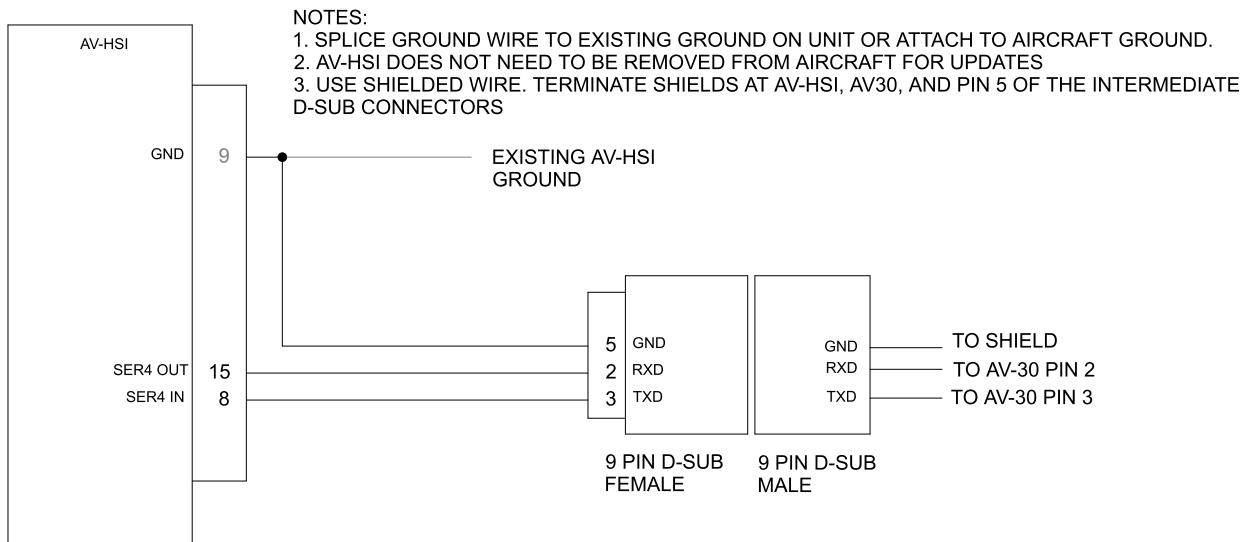 NOTES:
1. SPLICE GROUND WIRE TO EXISTING GROUND ON UNIT OR ATTACH TO AIRCRAFT GROUND.
2. AV-HSI DOES NOT NEED TO BE REMOVED FROM AIRCRAFT FOR UPDATES
3. USE SHIELDED WIRE. TERMINATE SHIELDS AT AV-HSI, AV30, AND PIN 5 OF THE INTERMEDIATE
D-SUB CONNECTORS
AV-HSI
GND 9
EXISTING AV-HSI
GROUND
SER4 OUT 15
SER4 IN 8
5 GND
2 RXD
3 TXD
GND TO SHIELD
RXD TO AV-30 PIN 2
TXD TO AV-30 PIN 3
9 PIN D-SUB
FEMALE
9 PIN D-SUB
MALE